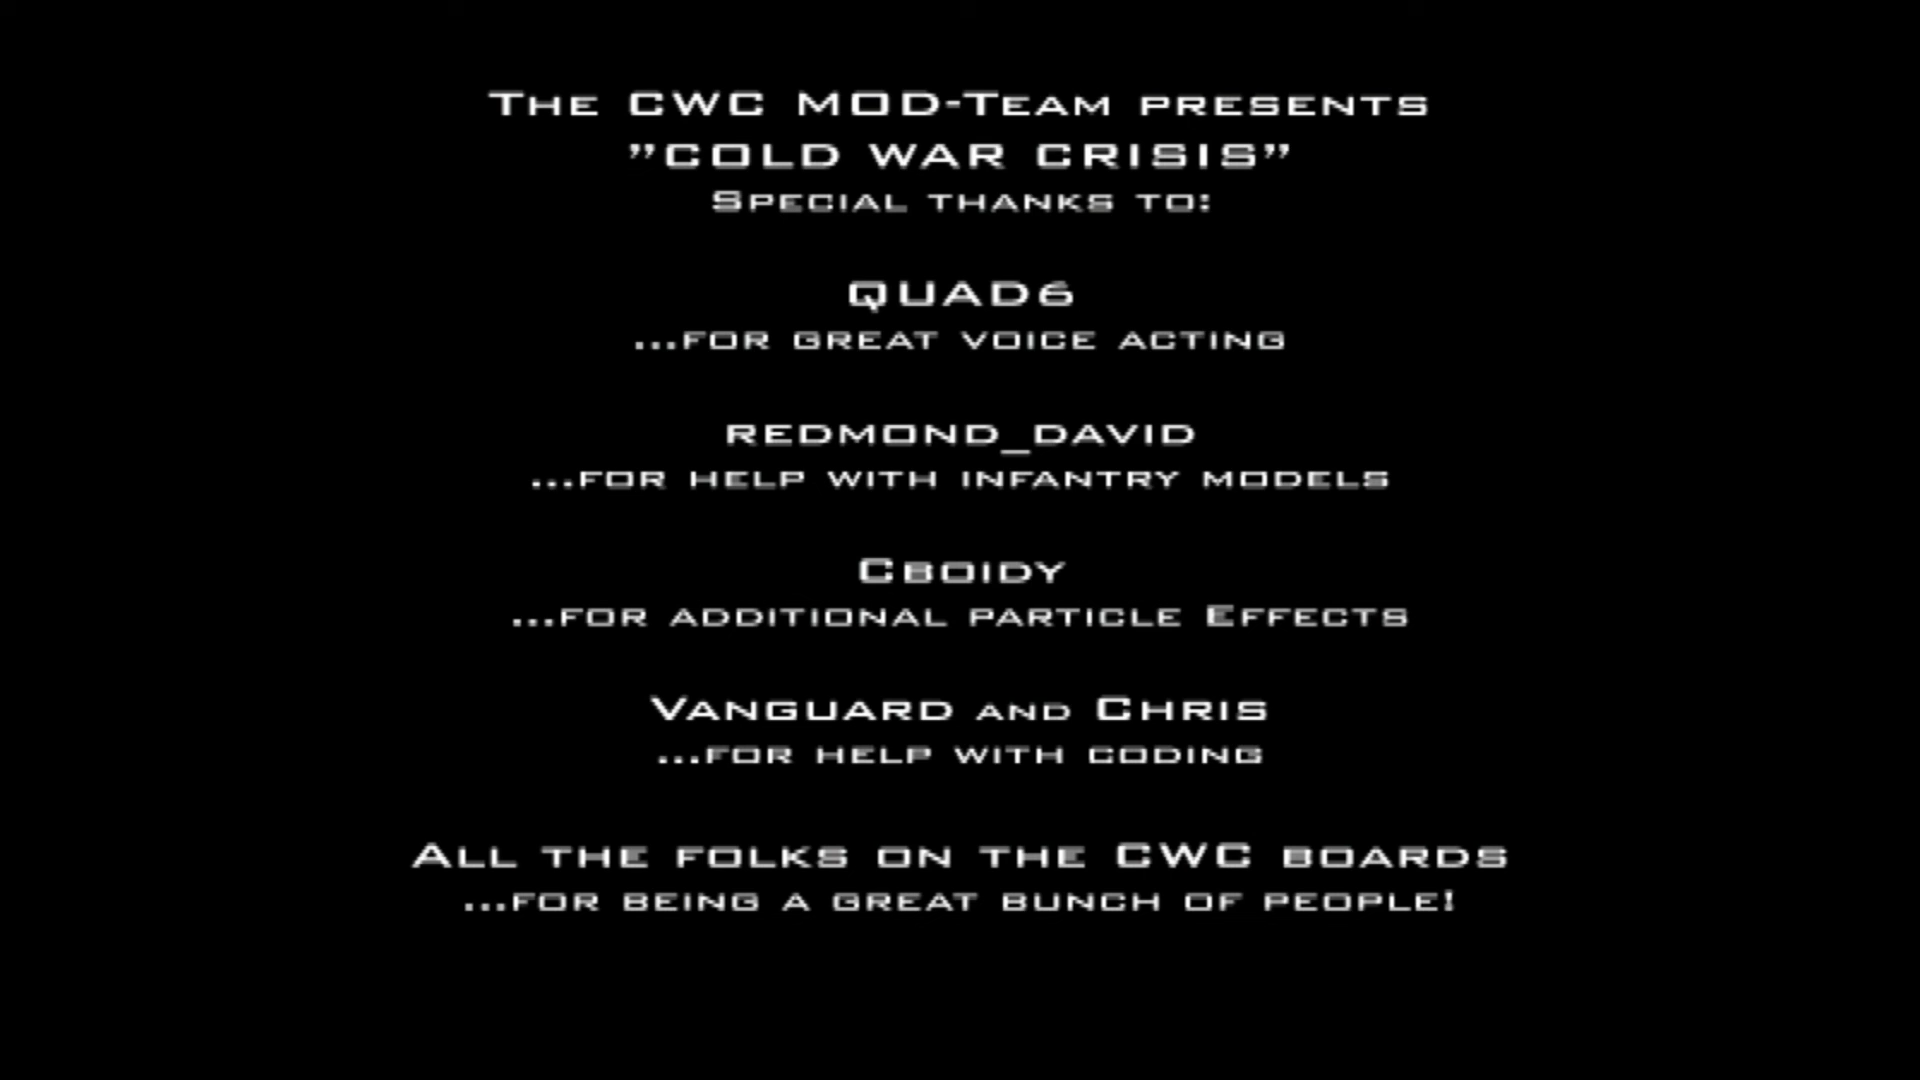 The CWC MOD-Team presents
”COLD WAR CRISIS”
Special thanks to:
QUAD6
...for great voice acting
redmond_david
...for help with infantry models
Cboidy
...for additional particle Effects
Vanguard and Chris
...for help with coding
All the folks on the CWC boards
...for being a great bunch of people!